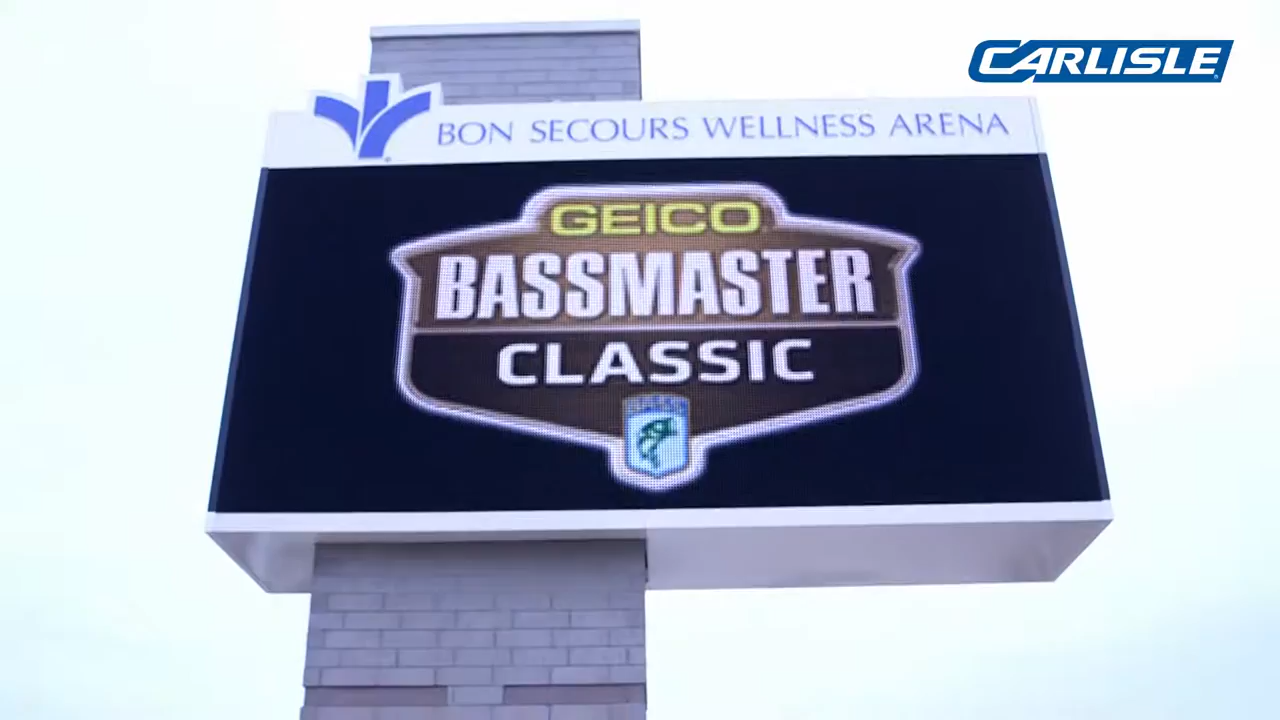 CARLISLE
BON SECOURS WELLNESS ARENA
GEICO
BASSMASTER
CLASSIC